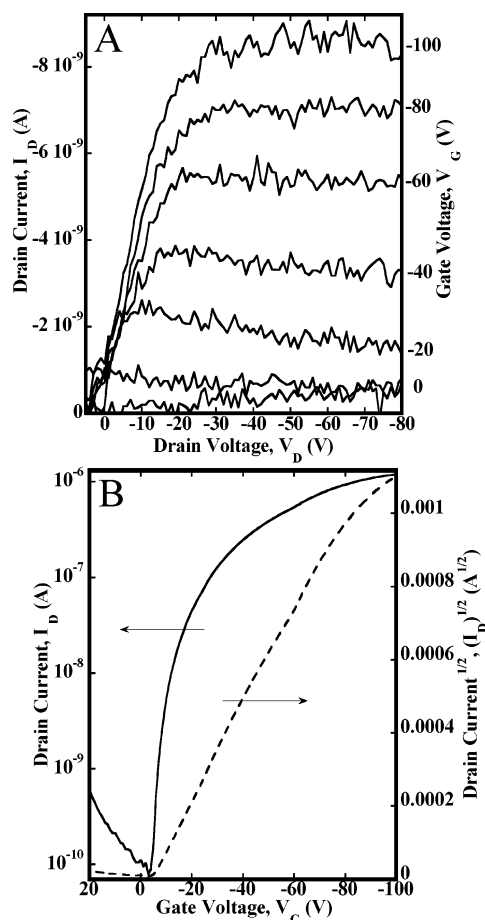 A
-8 10⁻⁹
-6 10⁻⁹
-4 10⁻⁹
-2 10⁻⁹
0
Drain Current, I_D (A)
-100
-80
-60
-40
-20
0
Gate Voltage, V_G (V)
0 -10 -20 -30 -40 -50 -60 -70 -80
Drain Voltage, V_D (V)
B
10⁻⁶
10⁻⁷
10⁻⁸
10⁻⁹
10⁻¹⁰
Drain Current, I_D (A)
0.001
0.0008
0.0006
0.0004
0.0002
0
Drain Current^1/2, (I_D)^1/2 (A^1/2)
20 0 -20 -40 -60 -80 -100
Gate Voltage, V_G (V)